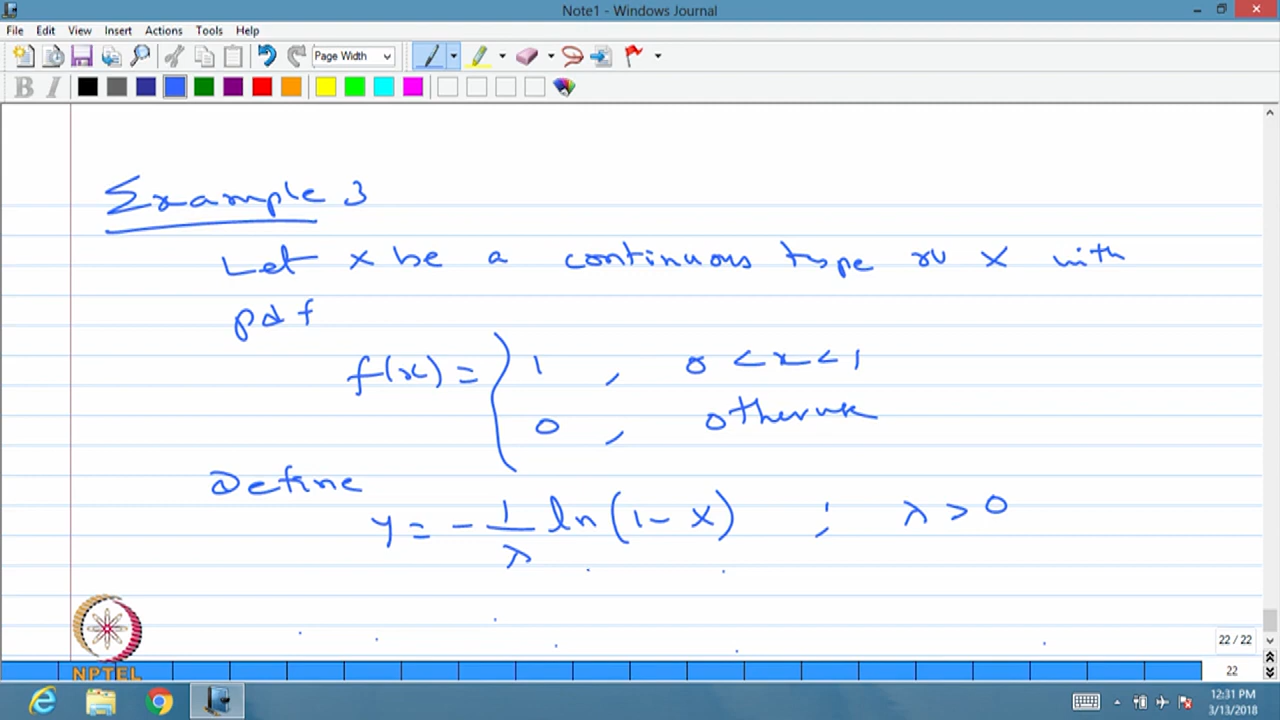 Note1 - Windows Journal
File Edit View Insert Actions Tools Help
Page Width
B I
Example 3
Let x be a continuous type rv X with
pdf
f(x) = { 1 , 0 < x < 1
0 , otherwise
Define
y = - 1/λ ln (1 - X) ; λ > 0
22 / 22
NPTEL
22
12:31 PM
3/13/2018